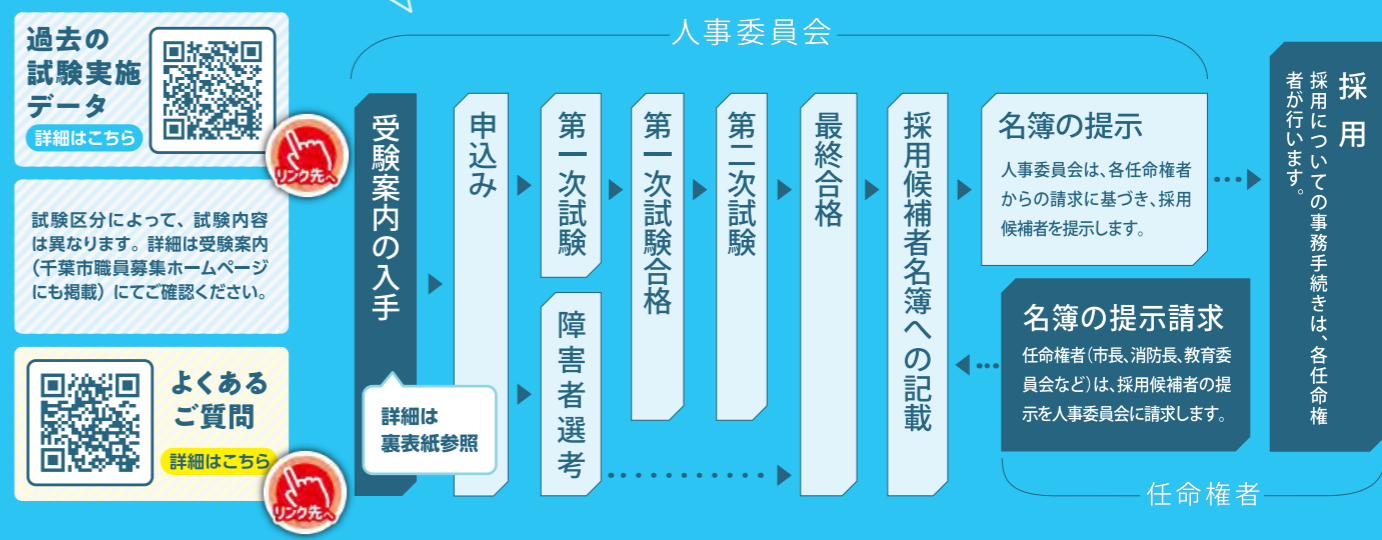 過去の
試験実施
データ
詳細はこちら
リンク先へ
試験区分によって、試験内容
は異なります。詳細は受験案内
(千葉市職員募集ホームページ
にも掲載)にてご確認ください。
よくある
ご質問
詳細はこちら
リンク先へ
人事委員会
受験案内の入手
詳細は
裏表紙参照
申込み
第一次試験
障害者選考
第一次試験合格
第二次試験
最終合格
採用候補者名簿への記載
名簿の提示
人事委員会は、各任命権者
からの請求に基づき、採用
候補者を提示します。
名簿の提示請求
任命権者(市長、消防長、教育委
員会など)は、採用候補者の提
示を人事委員会に請求します。
採用
採用についての事務手続きは、各任命権
者が行います。
任命権者